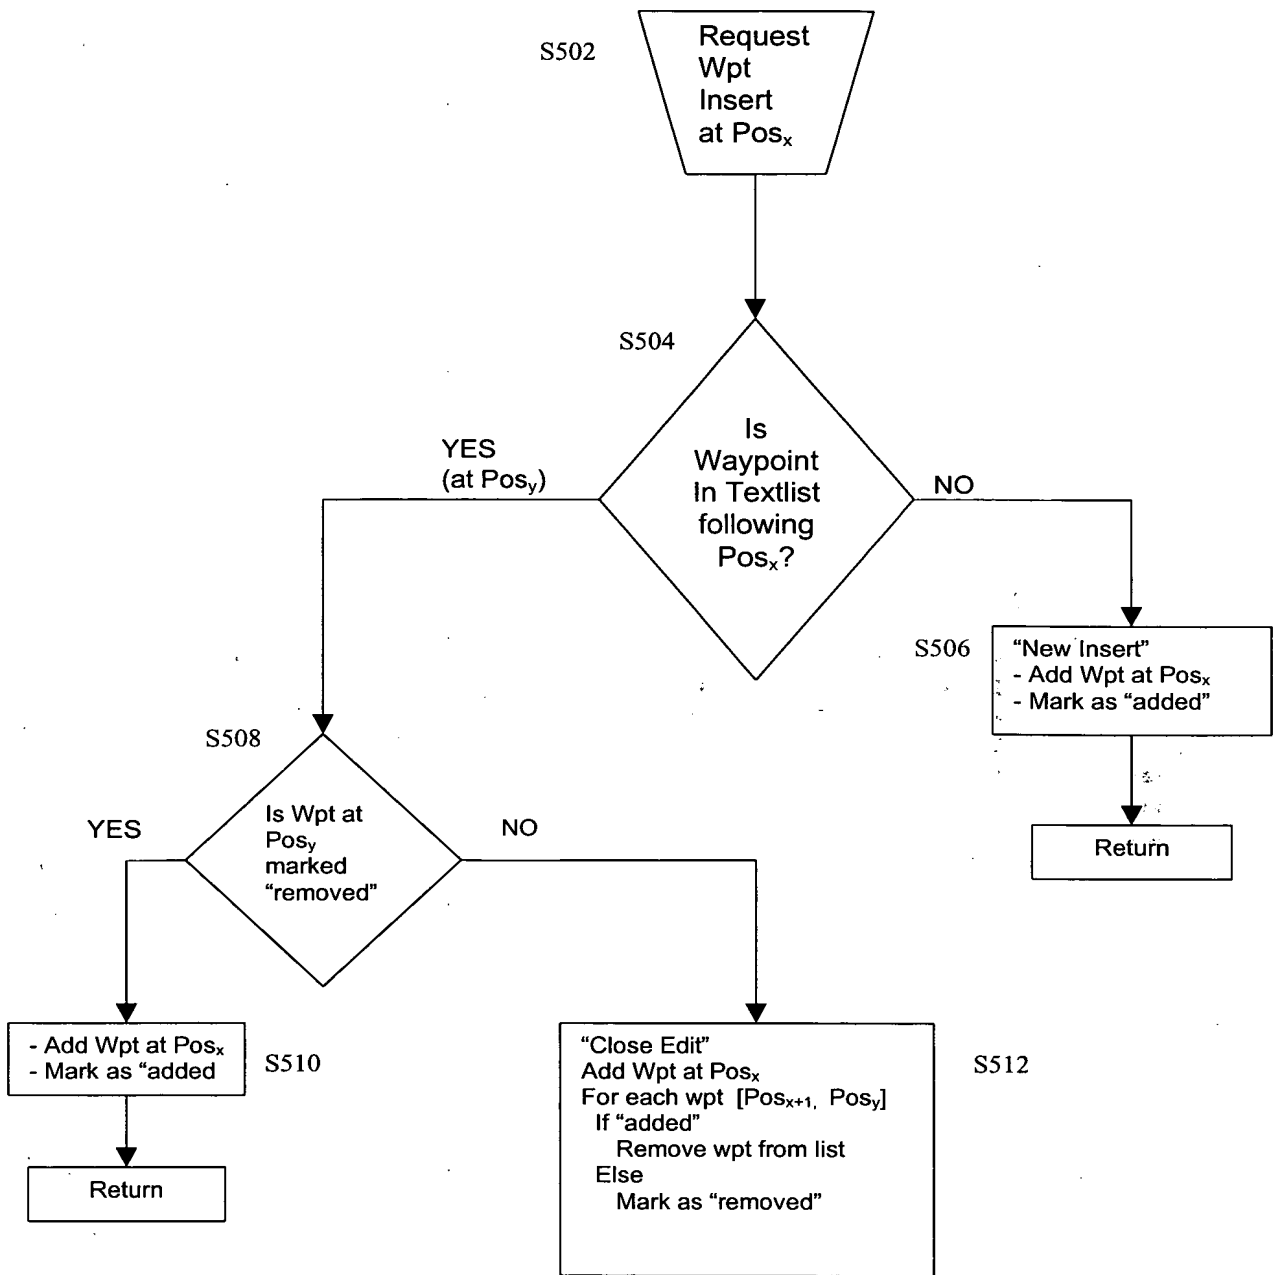 S502
Request
Wpt
Insert
at Posx
S504
Is
Waypoint
In Textlist
following
Posx?
YES
(at Posy)
NO
S506
“New Insert”
- Add Wpt at Posx
- Mark as “added”
Return
S508
Is Wpt at
Posy
marked
“removed”
YES
NO
- Add Wpt at Posx
- Mark as “added
S510
Return
“Close Edit”
Add Wpt at Posx
For each wpt [Posx+1, Posy]
If “added”
Remove wpt from list
Else
Mark as “removed”
S512